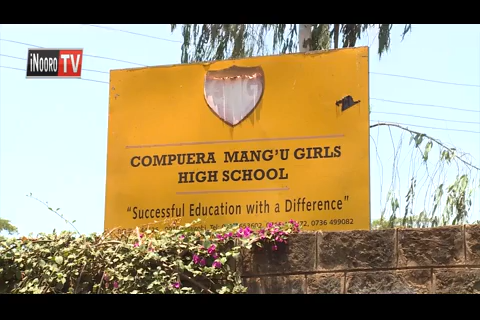 iNOORO TV
COMPUERA MANG'U GIRLS
HIGH SCHOOL
"Successful Education with a Difference"
0736 499082